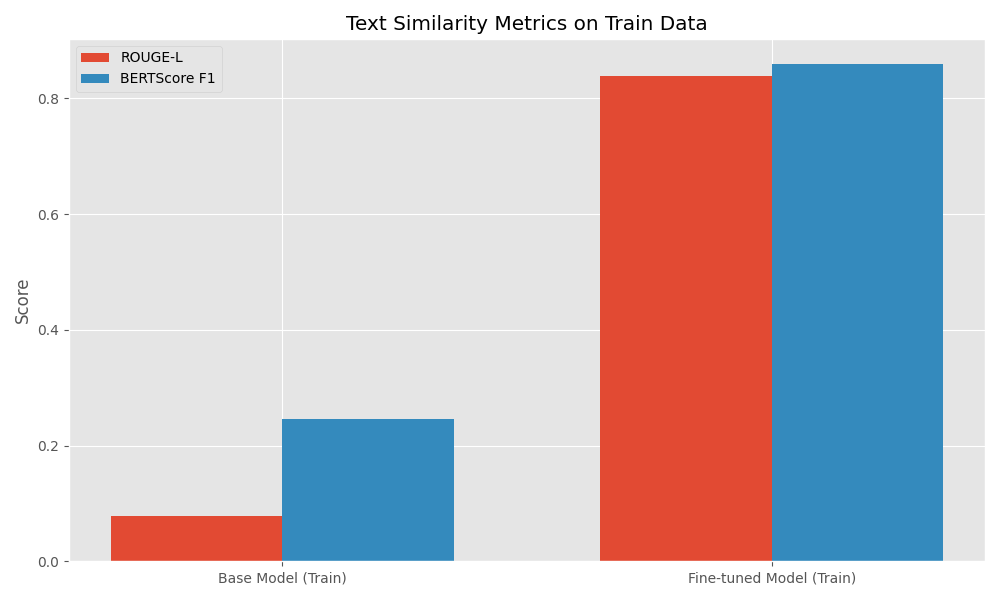 Text Similarity Metrics on Train Data
ROUGE-L
BERTScore F1
Score
0.8
0.6
0.4
0.2
0.0
Base Model (Train)
Fine-tuned Model (Train)